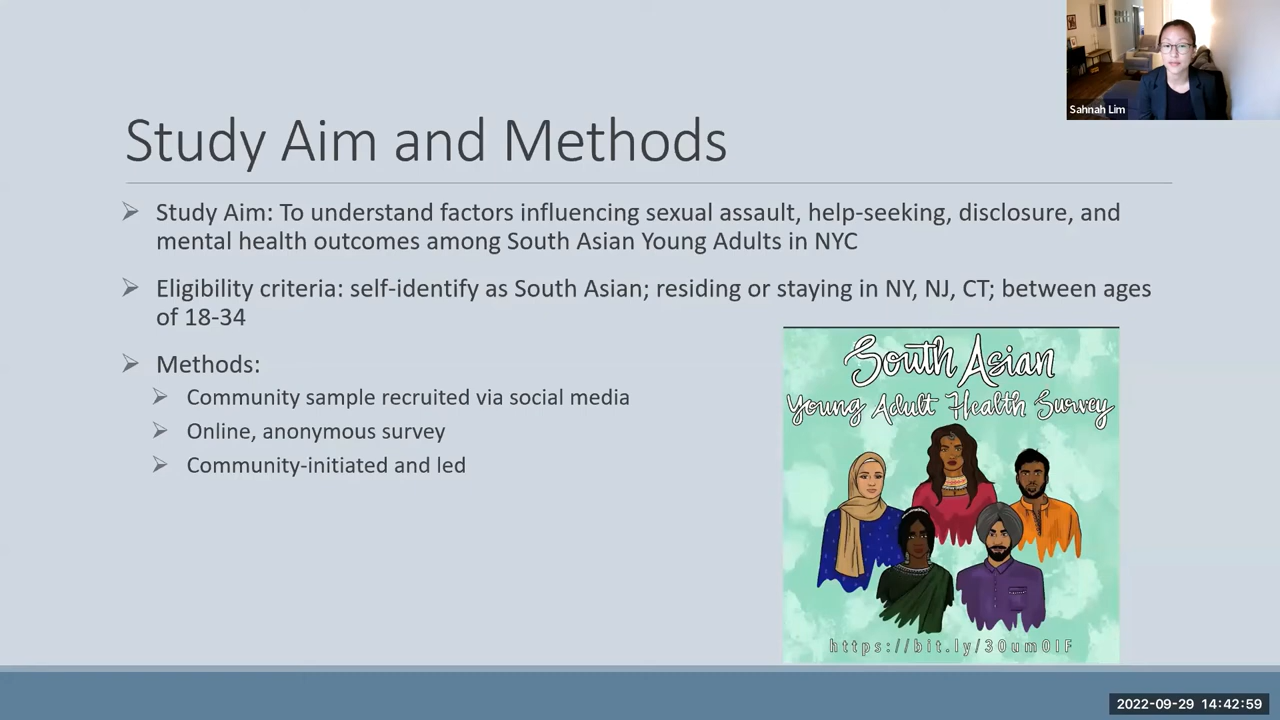 Sahnah Lim
Study Aim and Methods
Study Aim: To understand factors influencing sexual assault, help-seeking, disclosure, and
mental health outcomes among South Asian Young Adults in NYC
Eligibility criteria: self-identify as South Asian; residing or staying in NY, NJ, CT; between ages
of 18-34
Methods:
Community sample recruited via social media
Online, anonymous survey
Community-initiated and led
South Asian
Young Adult Health Survey
https://bit.ly/30um0IF
2022-09-29 14:42:59